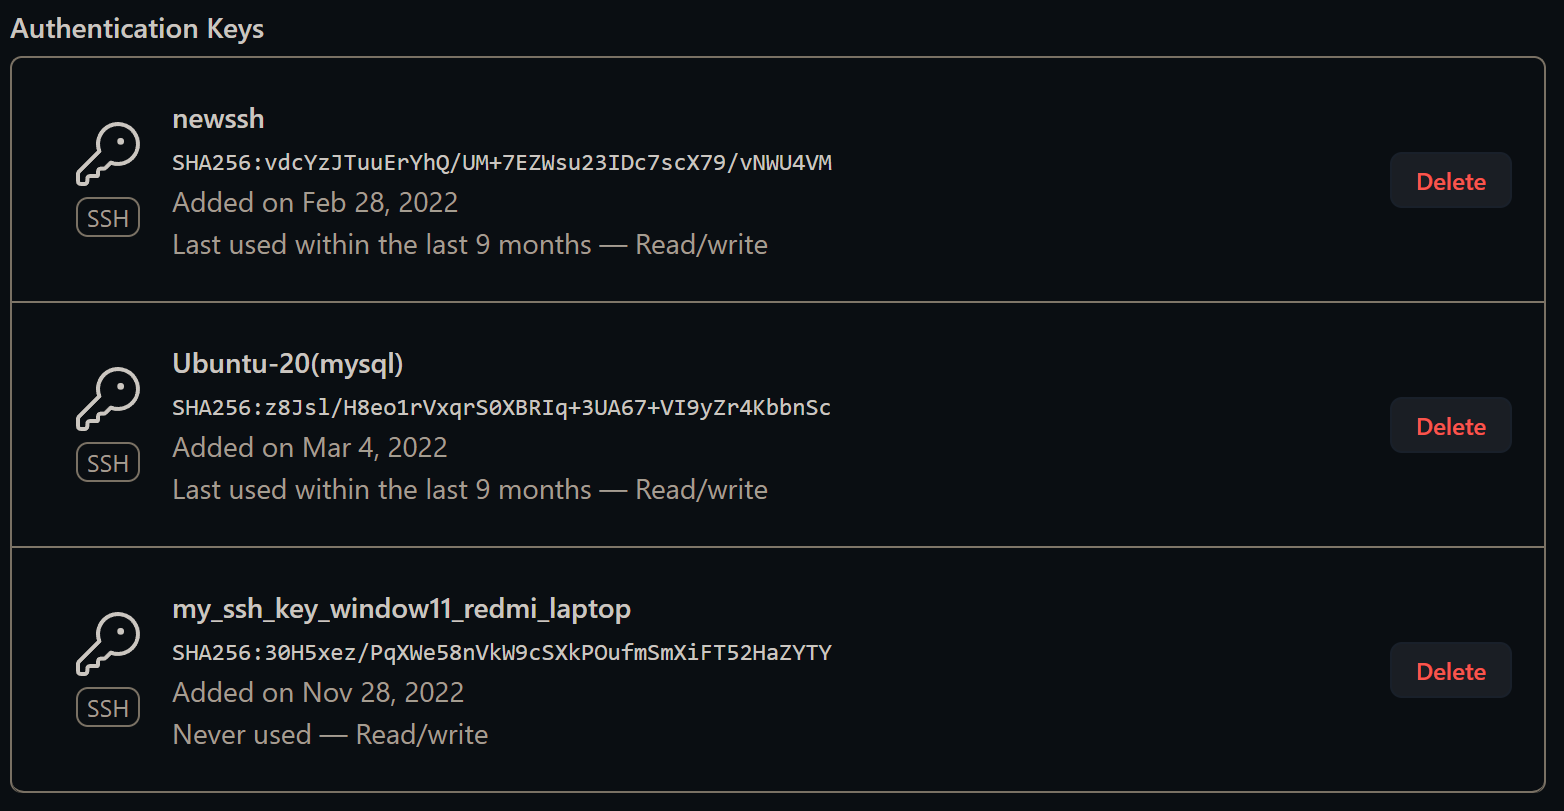 Authentication Keys
newssh
SHA256:vdcYzJTuuErYhQ/UM+7EZWsu23IDc7scX79/vNWU4VM
Added on Feb 28, 2022
Last used within the last 9 months — Read/write
SSH
Delete
Ubuntu-20(mysql)
SHA256:z8Jsl/H8eo1rVxqrS0XBRIq+3UA67+VI9yZr4KbbnSc
Added on Mar 4, 2022
Last used within the last 9 months — Read/write
SSH
Delete
my_ssh_key_window11_redmi_laptop
SHA256:30H5xez/PqXWe58nVkW9cSXkPOufmSmXiFT52HaZYTY
Added on Nov 28, 2022
Never used — Read/write
SSH
Delete